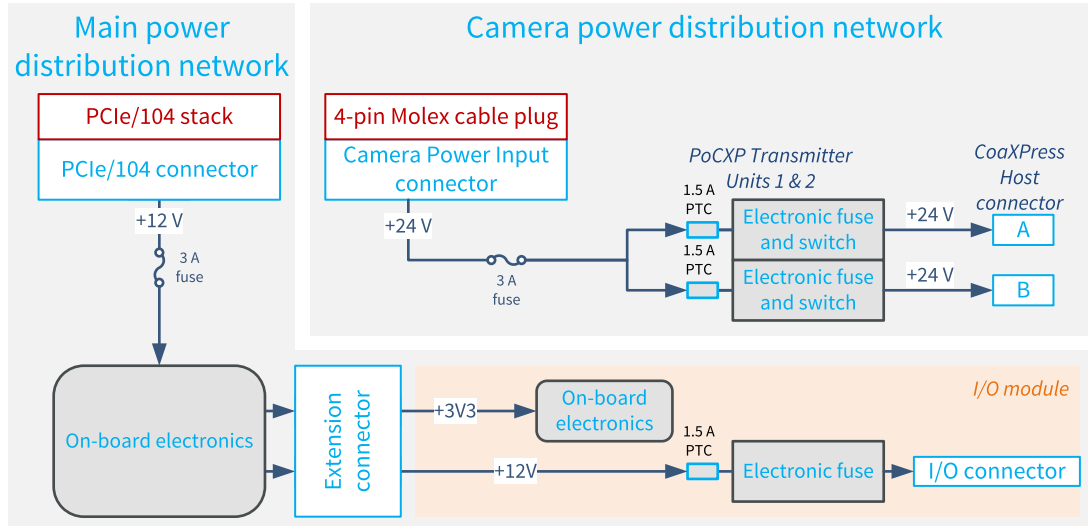 Main power
distribution network
PCIe/104 stack
PCIe/104 connector
+12 V
3 A
fuse
Camera power distribution network
4-pin Molex cable plug
Camera Power Input
connector
+24 V
3 A
fuse
PoCXP Transmitter
Units 1 & 2
1.5 A
PTC
Electronic fuse
and switch
+24 V
CoaXPress
Host
connector
A
1.5 A
PTC
Electronic fuse
and switch
+24 V
B
On-board electronics
Extension
connector
I/O module
+3V3
On-board
electronics
+12V
1.5 A
PTC
Electronic fuse
I/O connector